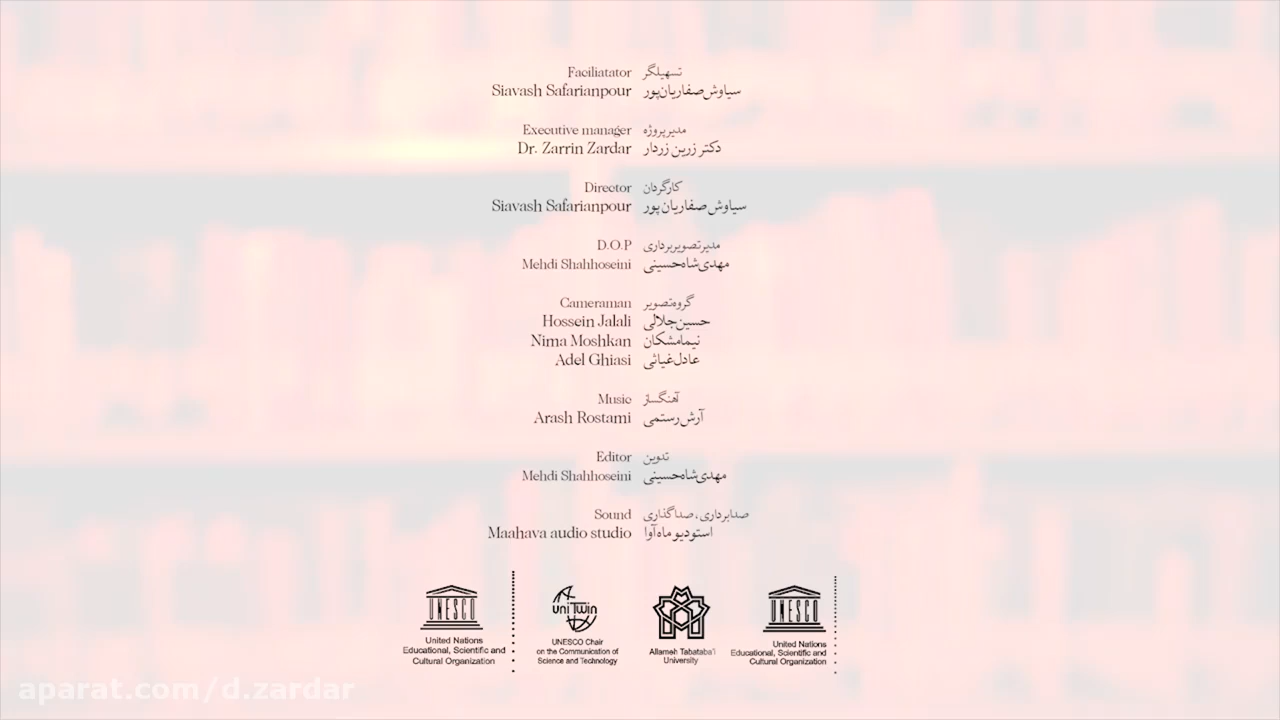 Faciliatator تسهیلگر
Siavash Safarianpour سیاوش صفاریان‌پور
Executive manager مدیر پروژه
Dr. Zarrin Zardar دکتر زرین زردار
Director کارگردان
Siavash Safarianpour سیاوش صفاریان پور
D.O.P مدیر تصویربرداری
Mehdi Shahhoseini مهدی شاه‌حسینی
Cameraman گروه تصویر
Hossein Jalali حسین جلالی
Nima Moshkan نیما مشکان
Adel Ghiasi عادل غیاثی
Music آهنگساز
Arash Rostami آرش رستمی
Editor تدوین
Mehdi Shahhoseini مهدی شاه‌حسینی
Sound صدابرداری، صداگذاری
Maahava audio studio استودیو ماه آوا
UNESCO
United Nations
Educational, Scientific and
Cultural Organization
uniTwin
UNESCO Chair
on the Communication of
Science and Technology
Allameh Tabataba'i
University
UNESCO
United Nations
Educational, Scientific and
Cultural Organization
aparat.com/d.zardar